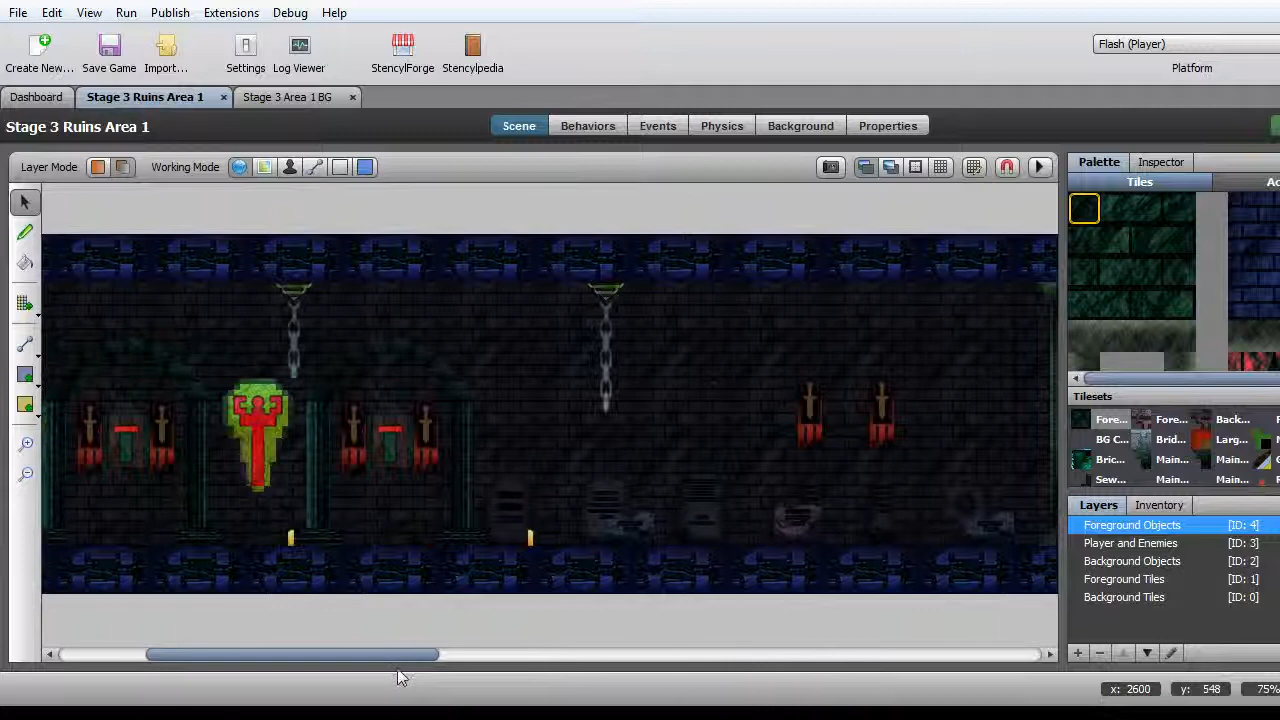 File Edit View Run Publish Extensions Debug Help
Create New... Save Game Import... Settings Log Viewer StencylForge Stencylpedia
Flash (Player)
Platform
Dashboard Stage 3 Ruins Area 1 × Stage 3 Area 1 BG ×
Stage 3 Ruins Area 1
Scene Behaviors Events Physics Background Properties
Layer Mode Working Mode
Palette Inspector
Tiles Ac
Tilesets
Fore... Fore... Back...
BG C... Brid... Larg...
Bric... Main... Main...
Sew... Main... Main...
Layers Inventory
Foreground Objects [ID: 4]
Player and Enemies [ID: 3]
Background Objects [ID: 2]
Foreground Tiles [ID: 1]
Background Tiles [ID: 0]
x: 2600 y: 548 75%